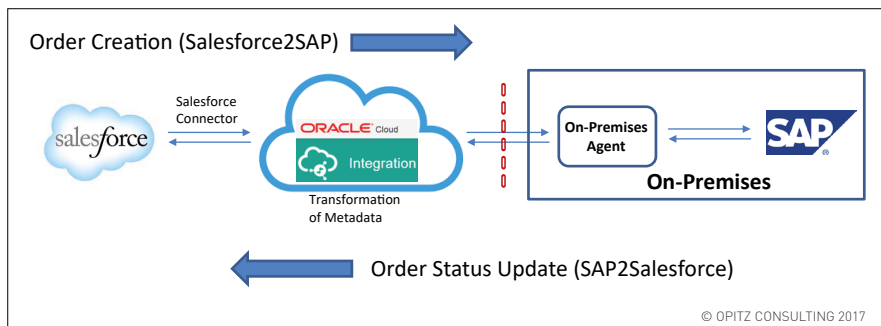 Order Creation (Salesforce2SAP)
Salesforce
Connector
salesforce
ORACLE® Cloud
Integration
Transformation
of Metadata
On-Premises
Agent
SAP®
On-Premises
Order Status Update (SAP2Salesforce)
© OPITZ CONSULTING 2017